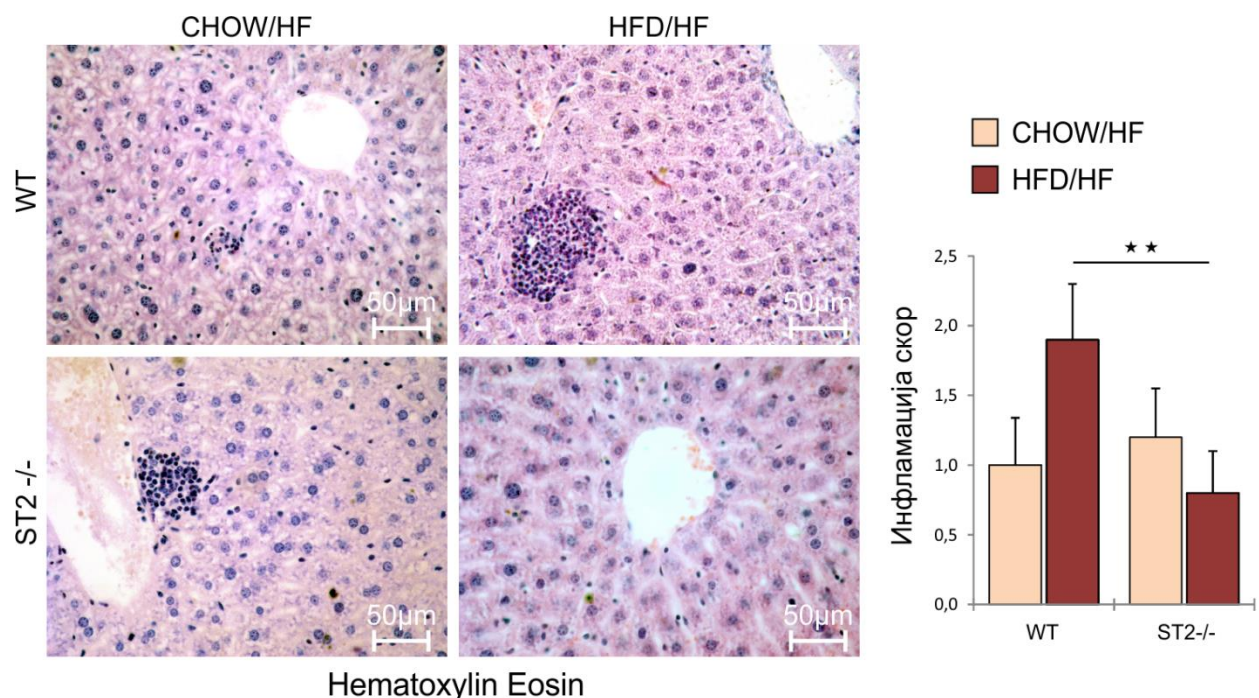 CHOW/HF
HFD/HF
WT
ST2 -/-
50µm
50µm
50µm
50µm
Hematoxylin Eosin
CHOW/HF
HFD/HF
★ ★
Инфламација скор
2,5
2,0
1,5
1,0
0,5
0,0
WT
ST2-/-